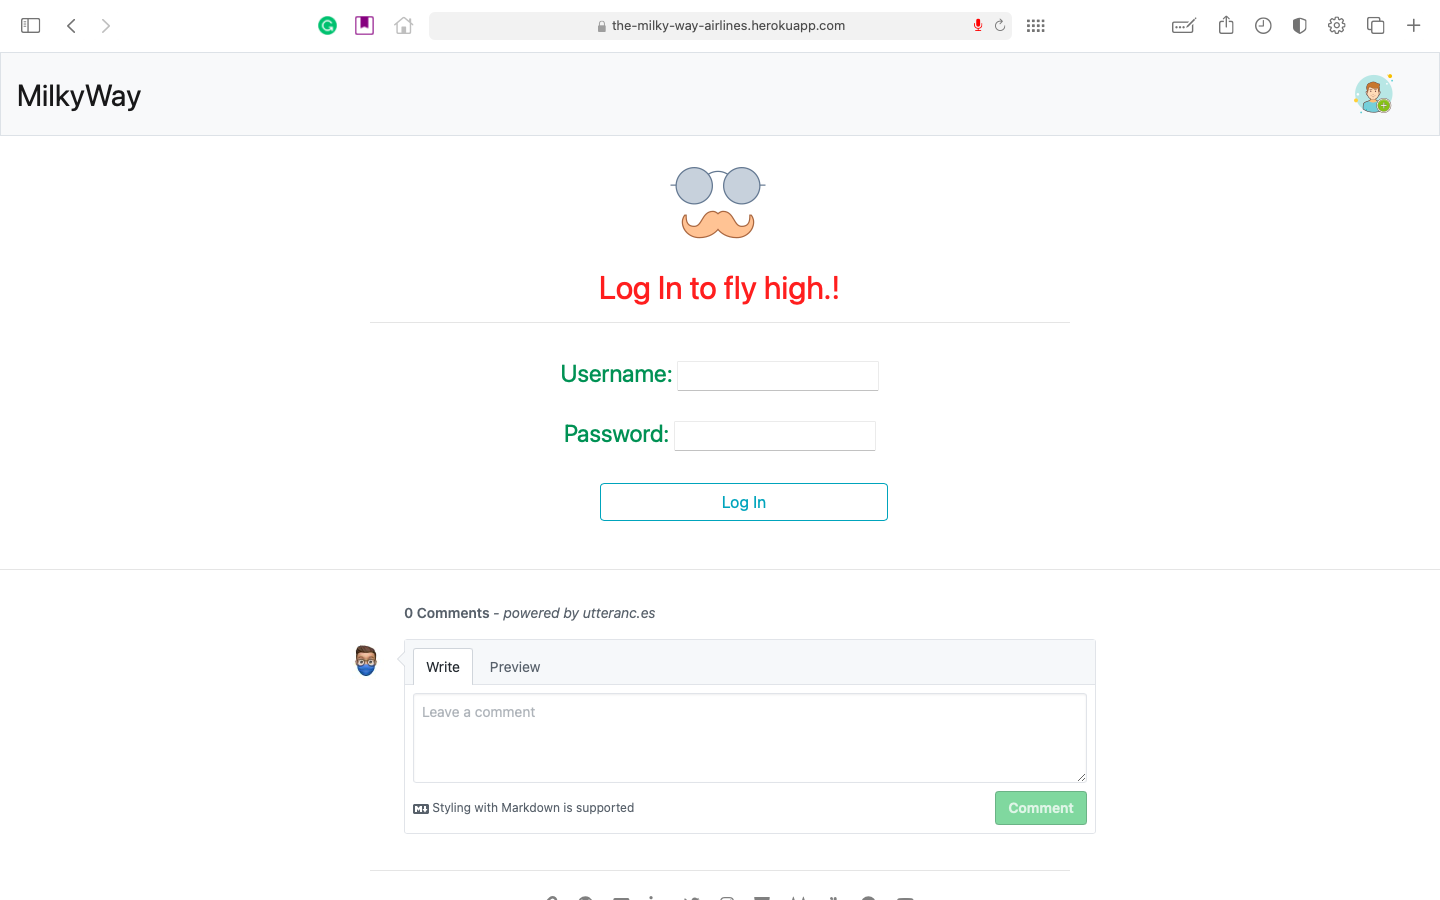 the-milky-way-airlines.herokuapp.com
MilkyWay
Log In to fly high.!
Username:
Password:
Log In
0 Comments - powered by utteranc.es
Write Preview
Leave a comment
Styling with Markdown is supported
Comment